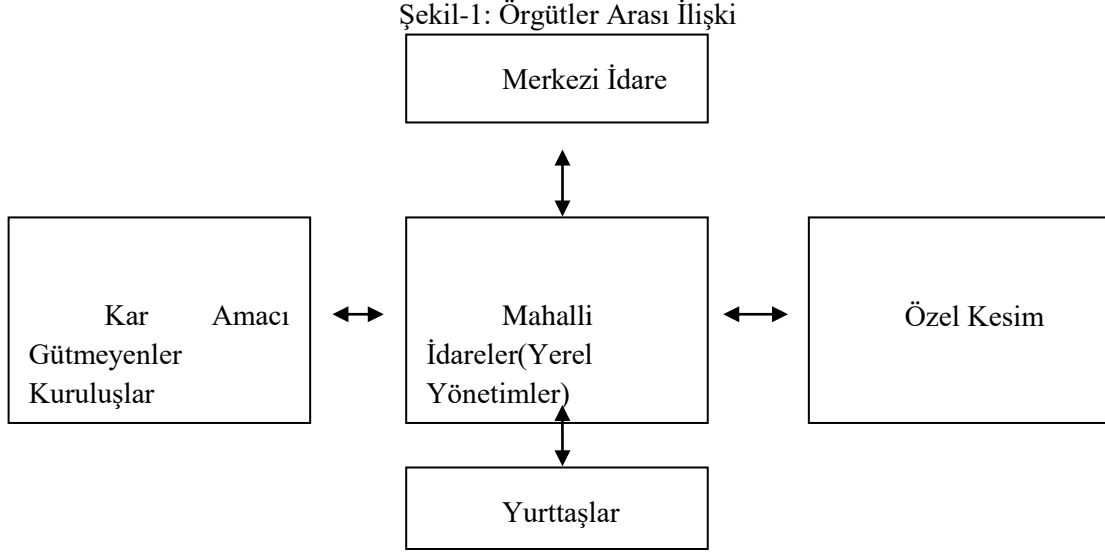 Şekil-1: Örgütler Arası İlişki
Merkezi İdare
Kar Amacı
Gütmeyenler
Kuruluşlar
Mahalli
İdareler(Yerel
Yönetimler)
Özel Kesim
Yurttaşlar